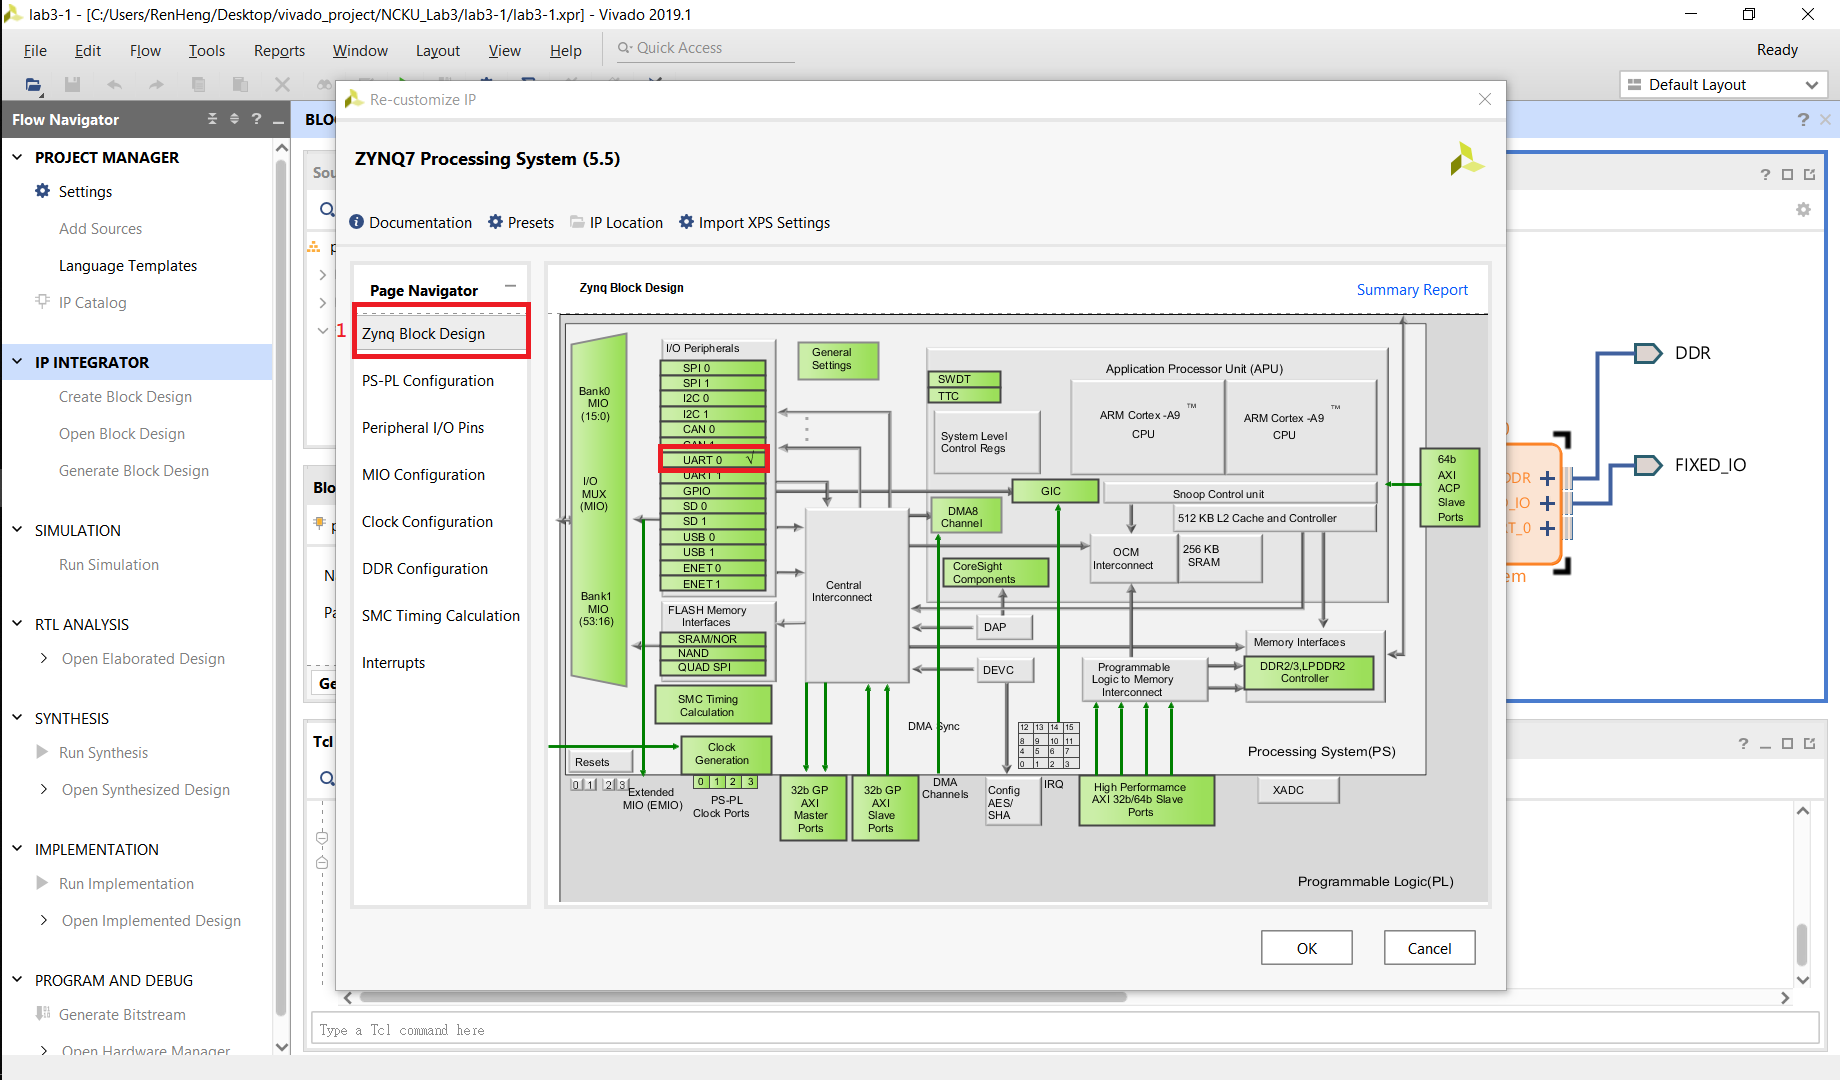 lab3-1 - [C:/Users/RenHeng/Desktop/vivado_project/NCKU_Lab3/lab3-1/lab3-1.xpr] - Vivado 2019.1
File Edit Flow Tools Reports Window Layout View Help Quick Access
Ready
Default Layout
Flow Navigator
PROJECT MANAGER
Settings
Add Sources
Language Templates
IP Catalog
IP INTEGRATOR
Create Block Design
Open Block Design
Generate Block Design
SIMULATION
Run Simulation
RTL ANALYSIS
Open Elaborated Design
SYNTHESIS
Run Synthesis
Open Synthesized Design
IMPLEMENTATION
Run Implementation
Open Implemented Design
PROGRAM AND DEBUG
Generate Bitstream
Open Hardware Manager
Tcl
Re-customize IP
ZYNQ7 Processing System (5.5)
Documentation Presets IP Location Import XPS Settings
Page Navigator
1
Zynq Block Design
PS-PL Configuration
Peripheral I/O Pins
MIO Configuration
Clock Configuration
DDR Configuration
SMC Timing Calculation
Interrupts
Zynq Block Design
Summary Report
Bank0
MIO
(15:0)
I/O
MUX
(MIO)
Bank1
MIO
(53:16)
I/O Peripherals
SPI 0
SPI 1
I2C 0
I2C 1
CAN 0
CAN 1
UART 0 √
UART 1
GPIO
SD 0
SD 1
USB 0
USB 1
ENET 0
ENET 1
FLASH Memory
Interfaces
SRAM/NOR
NAND
QUAD SPI
SMC Timing
Calculation
Clock
Generation
Resets
0 1 2 3
Extended
MIO (EMIO)
0 1 2 3
PS-PL
Clock Ports
General
Settings
Application Processor Unit (APU)
SWDT
TTC
System Level
Control Regs
ARM Cortex -A9 ™
CPU
ARM Cortex -A9 ™
CPU
GIC
Snoop Control unit
DMA8
Channel
512 KB L2 Cache and Controller
CoreSight
Components
OCM
Interconnect
256 KB
SRAM
Central
Interconnect
DAP
DEVC
Programmable
Logic to Memory
Interconnect
Memory Interfaces
DDR2/3,LPDDR2
Controller
64b
AXI
ACP
Slave
Ports
DMA Sync
12 13 14 15
8 9 10 11
4 5 6 7
0 1 2 3
Processing System(PS)
32b GP
AXI
Master
Ports
32b GP
AXI
Slave
Ports
DMA
Channels
Config
AES/
SHA
IRQ
High Performamce
AXI 32b/64b Slave
Ports
XADC
Programmable Logic(PL)
OK
Cancel
DDR
FIXED_IO
Type a Tcl command here